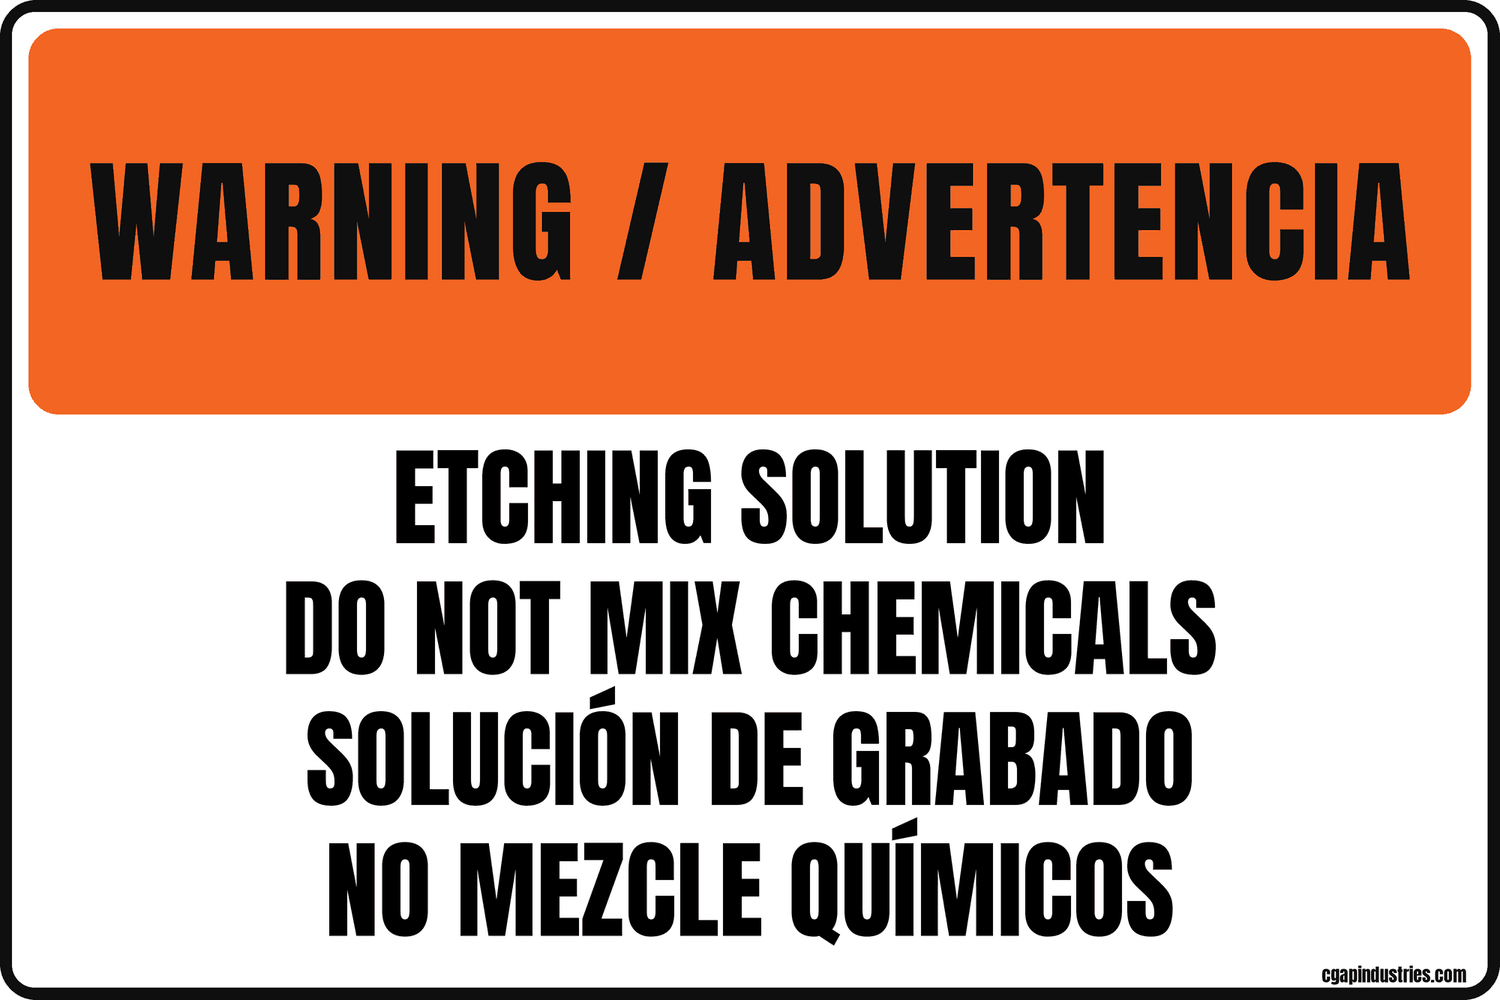 WARNING / ADVERTENCIA
ETCHING SOLUTION
DO NOT MIX CHEMICALS
SOLUCIÓN DE GRABADO
NO MEZCLE QUÍMICOS
cgapindustries.com